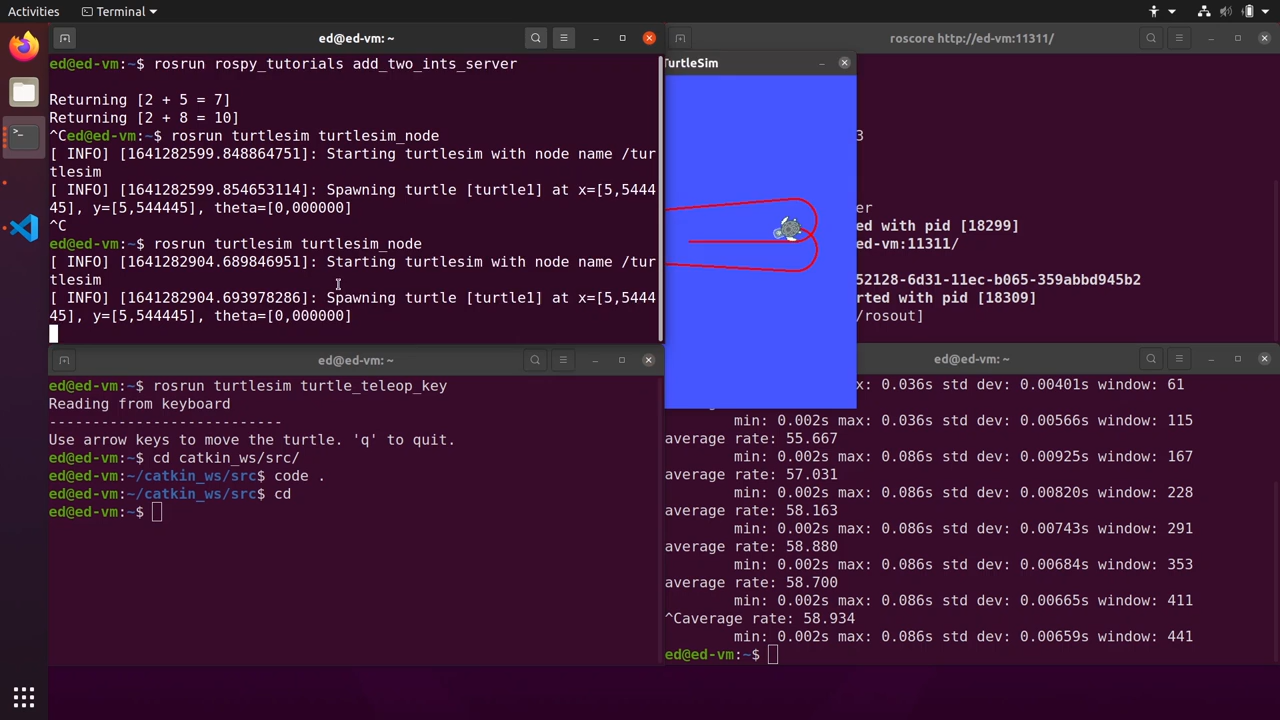 Activities
Terminal
ed@ed-vm: ~
ed@ed-vm:~$ rosrun rospy_tutorials add_two_ints_server
Returning [2 + 5 = 7]
Returning [2 + 8 = 10]
^Ced@ed-vm:~$ rosrun turtlesim turtlesim_node
[ INFO] [1641282599.848864751]: Starting turtlesim with node name /tur
tlesim
[ INFO] [1641282599.854653114]: Spawning turtle [turtle1] at x=[5,5444
45], y=[5,544445], theta=[0,000000]
^C
ed@ed-vm:~$ rosrun turtlesim turtlesim_node
[ INFO] [1641282904.689846951]: Starting turtlesim with node name /tur
tlesim
[ INFO] [1641282904.693978286]: Spawning turtle [turtle1] at x=[5,5444
45], y=[5,544445], theta=[0,000000]
TurtleSim
roscore http://ed-vm:11311/
3
er
ed with pid [18299]
ed-vm:11311/
52128-6d31-11ec-b065-359abbd945b2
rted with pid [18309]
/rosout]
ed@ed-vm: ~
ed@ed-vm:~$ rosrun turtlesim turtle_teleop_key
Reading from keyboard
---------------------------
Use arrow keys to move the turtle. 'q' to quit.
ed@ed-vm:~$ cd catkin_ws/src/
ed@ed-vm:~/catkin_ws/src$ code .
ed@ed-vm:~/catkin_ws/src$ cd
ed@ed-vm:~$
ed@ed-vm: ~
x: 0.036s std dev: 0.00401s window: 61
min: 0.002s max: 0.036s std dev: 0.00566s window: 115
average rate: 55.667
min: 0.002s max: 0.086s std dev: 0.00925s window: 167
average rate: 57.031
min: 0.002s max: 0.086s std dev: 0.00820s window: 228
average rate: 58.163
min: 0.002s max: 0.086s std dev: 0.00743s window: 291
average rate: 58.880
min: 0.002s max: 0.086s std dev: 0.00684s window: 353
average rate: 58.700
min: 0.002s max: 0.086s std dev: 0.00665s window: 411
^Caverage rate: 58.934
min: 0.002s max: 0.086s std dev: 0.00659s window: 441
ed@ed-vm:~$